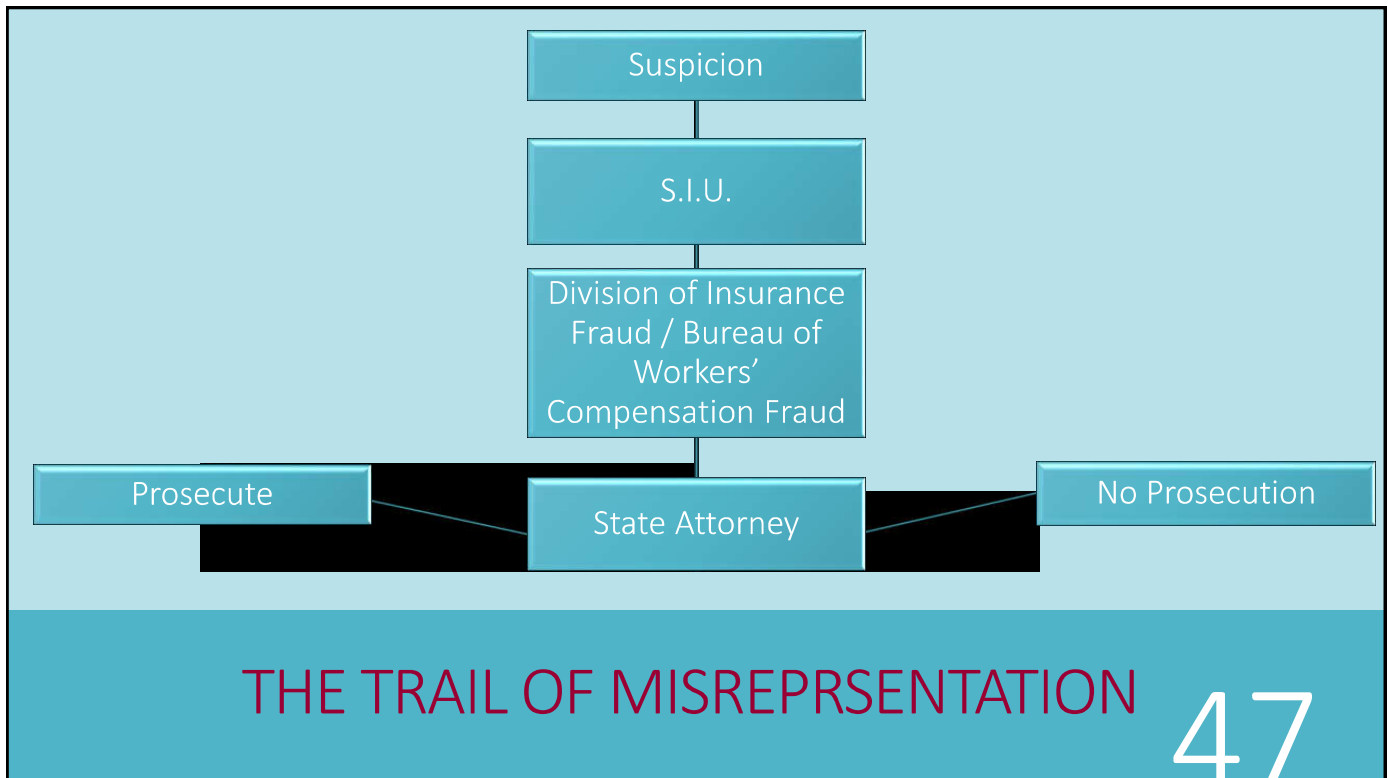 Suspicion
S.I.U.
Division of Insurance
Fraud / Bureau of
Workers’
Compensation Fraud
Prosecute
State Attorney
No Prosecution
THE TRAIL OF MISREPRSENTATION
47